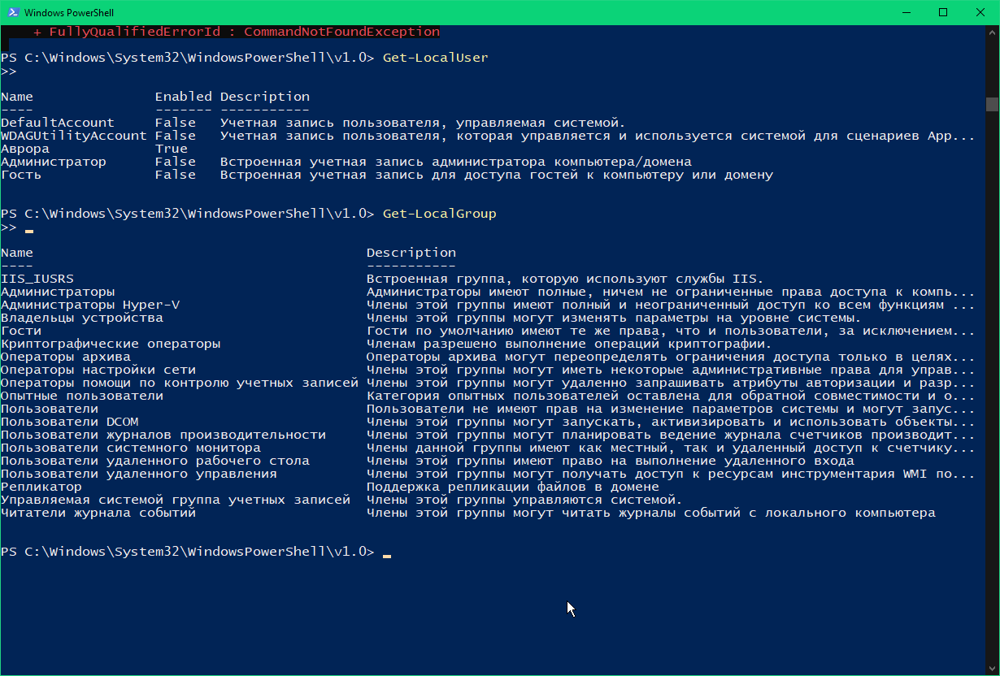 Windows PowerShell
+ FullyQualifiedErrorId : CommandNotFoundException
PS C:\Windows\System32\WindowsPowerShell\v1.0> Get-LocalUser
>>
Name Enabled Description
---- ------- -----------
DefaultAccount False Учетная запись пользователя, управляемая системой.
WDAGUtilityAccount False Учетная запись пользователя, которая управляется и используется системой для сценариев App...
Аврора True
Администратор False Встроенная учетная запись администратора компьютера/домена
Гость False Встроенная учетная запись для доступа гостей к компьютеру или домену
PS C:\Windows\System32\WindowsPowerShell\v1.0> Get-LocalGroup
>> _
Name Description
---- -----------
IIS_IUSRS Встроенная группа, которую используют службы IIS.
Администраторы Администраторы имеют полные, ничем не ограниченные права доступа к компь...
Администраторы Hyper-V Члены этой группы имеют полный и неограниченный доступ ко всем функциям ...
Владельцы устройства Члены этой группы могут изменять параметры на уровне системы.
Гости Гости по умолчанию имеют те же права, что и пользователи, за исключением...
Криптографические операторы Членам разрешено выполнение операций криптографии.
Операторы архива Операторы архива могут переопределять ограничения доступа только в целях...
Операторы настройки сети Члены этой группы могут иметь некоторые административные права для управ...
Операторы помощи по контролю учетных записей Члены этой группы могут удаленно запрашивать атрибуты авторизации и разр...
Опытные пользователи Категория опытных пользователей оставлена для обратной совместимости и о...
Пользователи Пользователи не имеют прав на изменение параметров системы и могут запус...
Пользователи DCOM Члены этой группы могут запускать, активизировать и использовать объекты...
Пользователи журналов производительности Члены этой группы могут планировать ведение журнала счетчиков производит...
Пользователи системного монитора Члены данной группы имеют как местный, так и удаленный доступ к счетчику...
Пользователи удаленного рабочего стола Члены этой группы имеют право на выполнение удаленного входа
Пользователи удаленного управления Члены этой группы могут получать доступ к ресурсам инструментария WMI по...
Репликатор Поддержка репликации файлов в домене
Управляемая системой группа учетных записей Члены этой группы управляются системой.
Читатели журнала событий Члены этой группы могут читать журналы событий с локального компьютера
PS C:\Windows\System32\WindowsPowerShell\v1.0> _